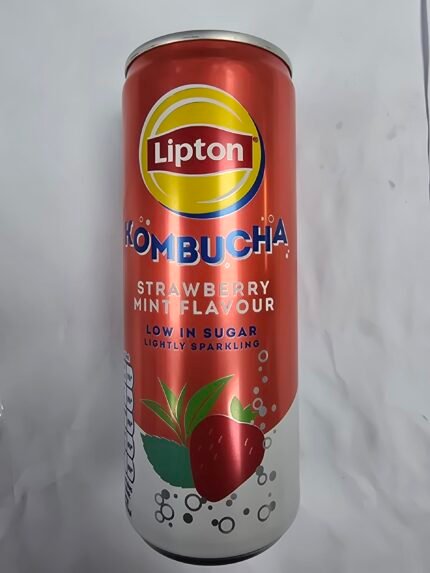 Lipton
KOMBUCHA
STRAWBERRY
MINT FLAVOUR
LOW IN SUGAR
LIGHTLY SPARKLING